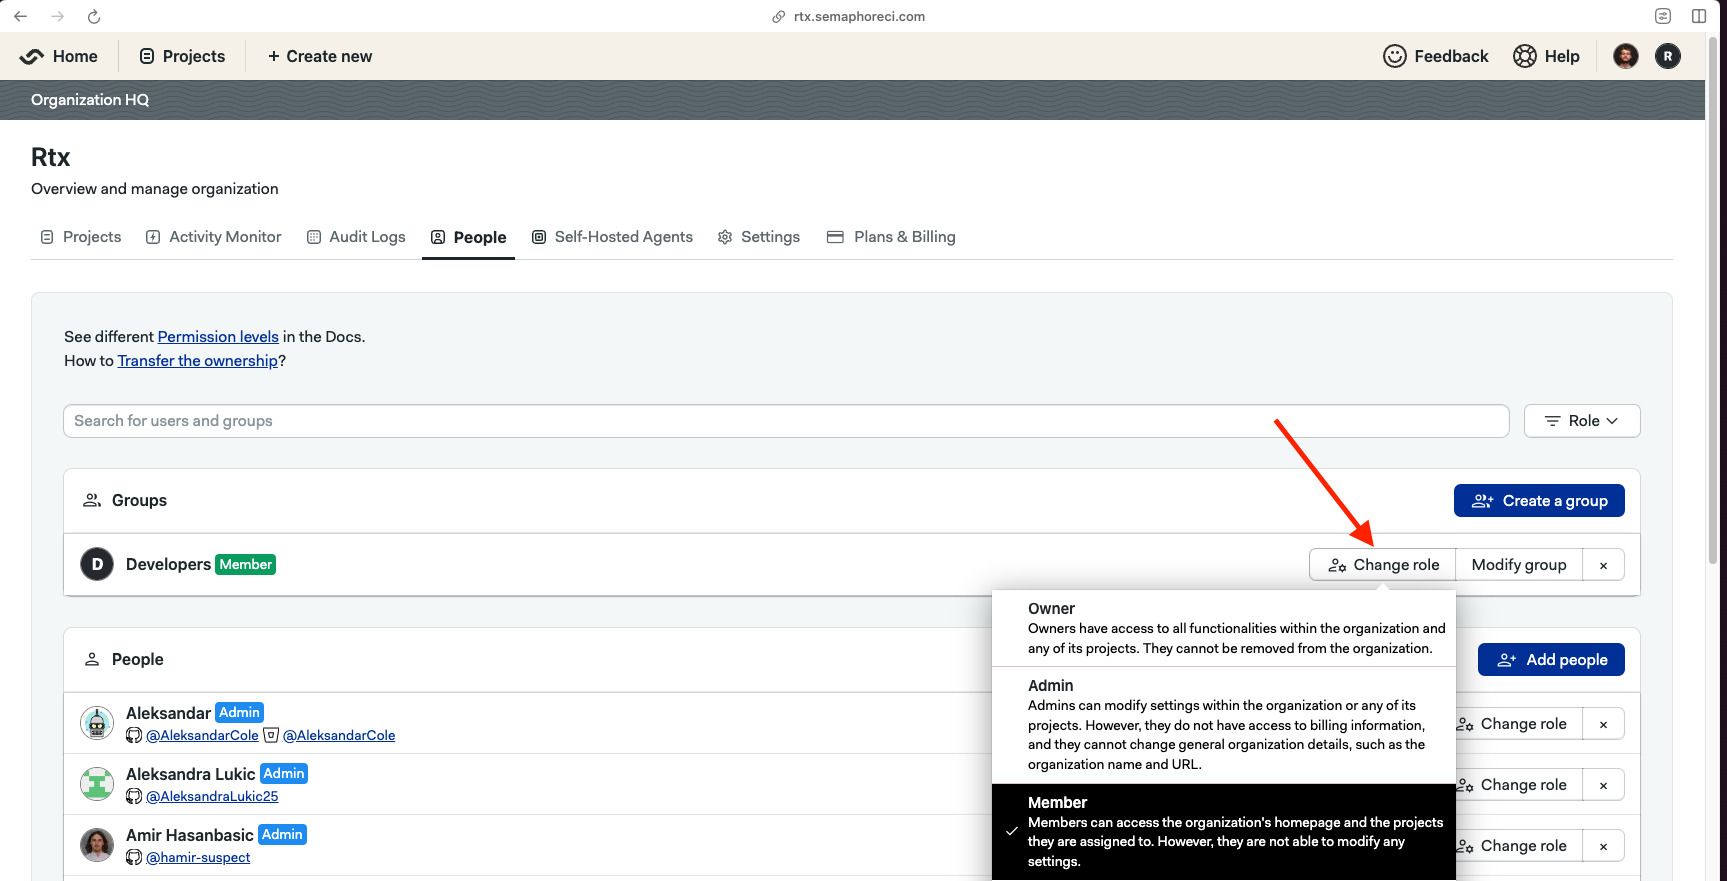 rtx.semaphoreci.com
Home Projects + Create new Feedback Help R
Organization HQ
Rtx
Overview and manage organization
Projects Activity Monitor Audit Logs People Self-Hosted Agents Settings Plans & Billing
See different Permission levels in the Docs.
How to Transfer the ownership?
Search for users and groups Role
Groups Create a group
D Developers Member Change role Modify group ×
Owner
Owners have access to all functionalities within the organization and
any of its projects. They cannot be removed from the organization.
Admin
Admins can modify settings within the organization or any of its
projects. However, they do not have access to billing information,
and they cannot change general organization details, such as the
organization name and URL.
Member
Members can access the organization's homepage and the projects
they are assigned to. However, they are not able to modify any
settings.
People Add people
Aleksandar Admin
@AleksandarCole @AleksandarCole Change role ×
Aleksandra Lukic Admin
@AleksandraLukic25 Change role ×
Amir Hasanbasic Admin
@hamir-suspect Change role ×